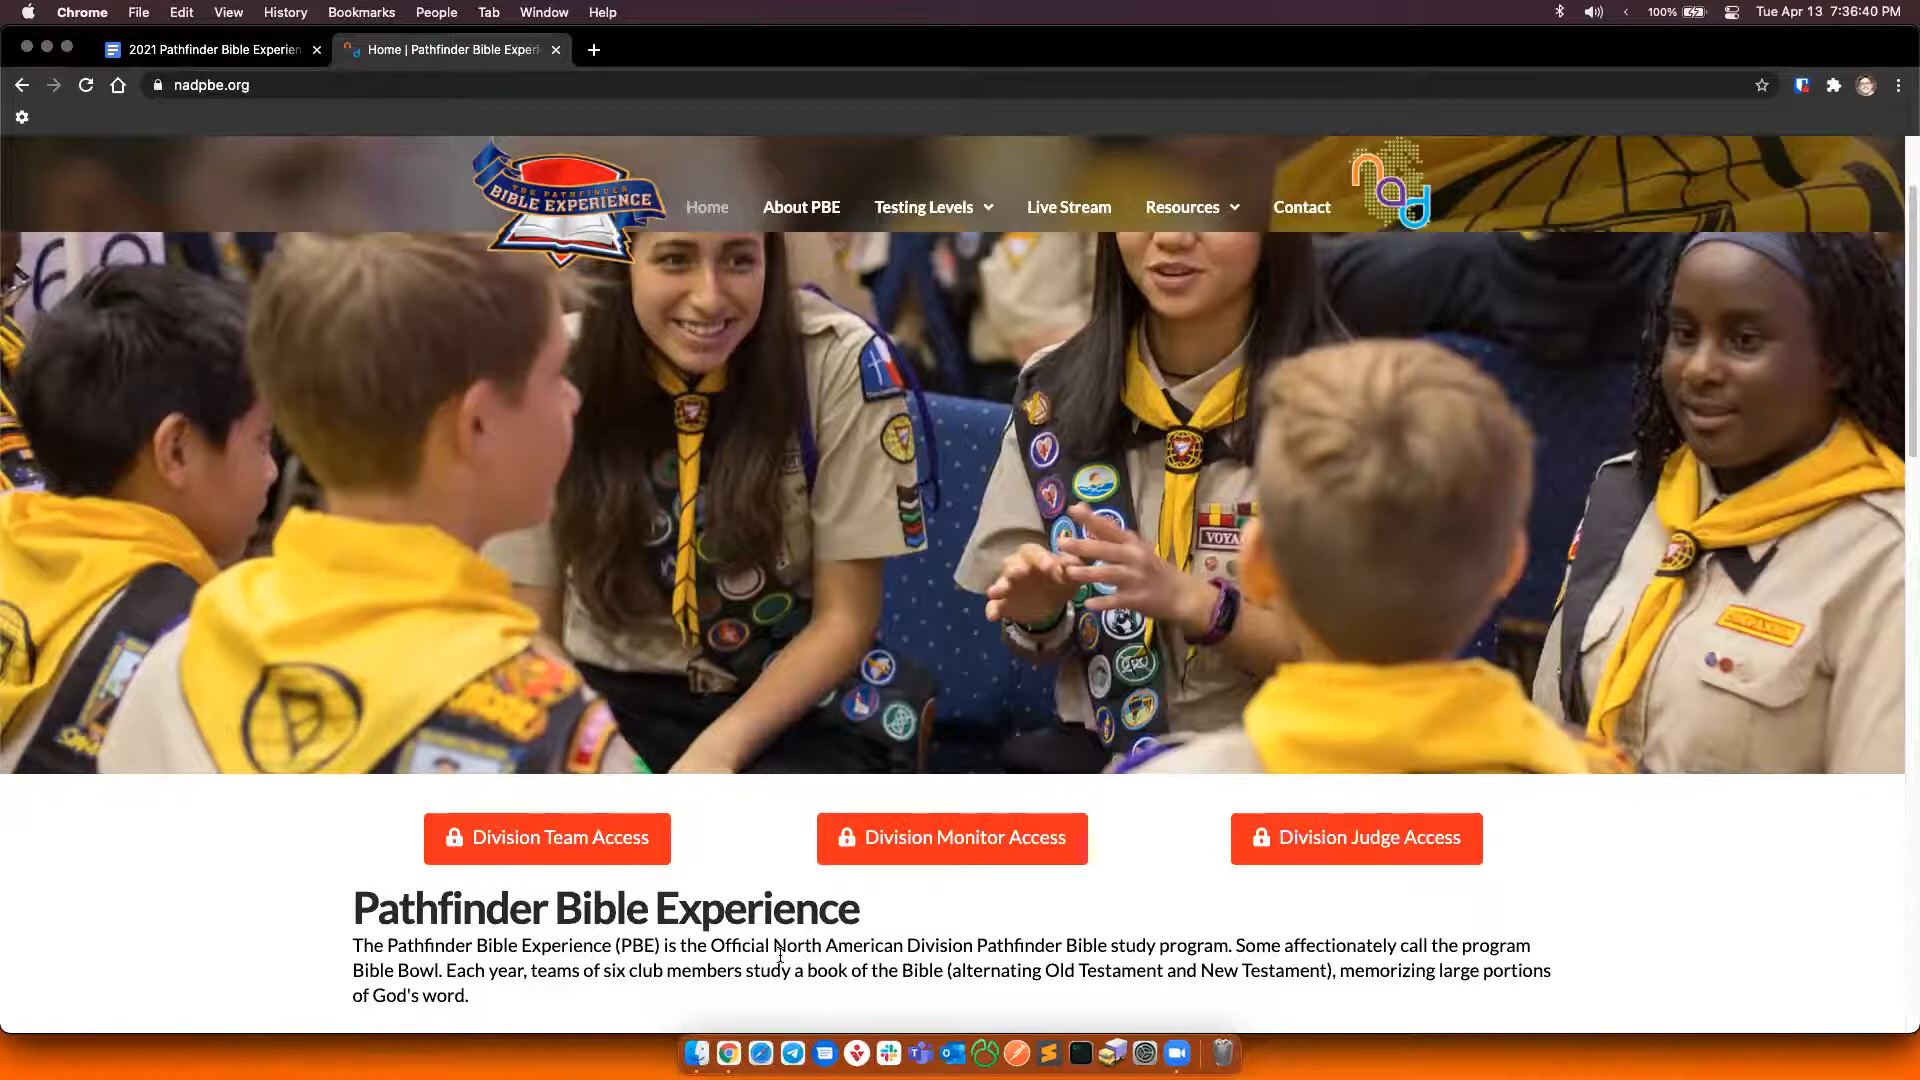 Chrome File Edit View History Bookmarks People Tab Window Help
100% Tue Apr 13 7:36:40 PM
2021 Pathfinder Bible Experien
Home | Pathfinder Bible Experi
nadpbe.org
THE PATHFINDER
BIBLE EXPERIENCE
Home About PBE Testing Levels Live Stream Resources Contact
nad
VOYA
Division Team Access
Division Monitor Access
Division Judge Access
Pathfinder Bible Experience
The Pathfinder Bible Experience (PBE) is the Official North American Division Pathfinder Bible study program. Some affectionately call the program
Bible Bowl. Each year, teams of six club members study a book of the Bible (alternating Old Testament and New Testament), memorizing large portions
of God's word.